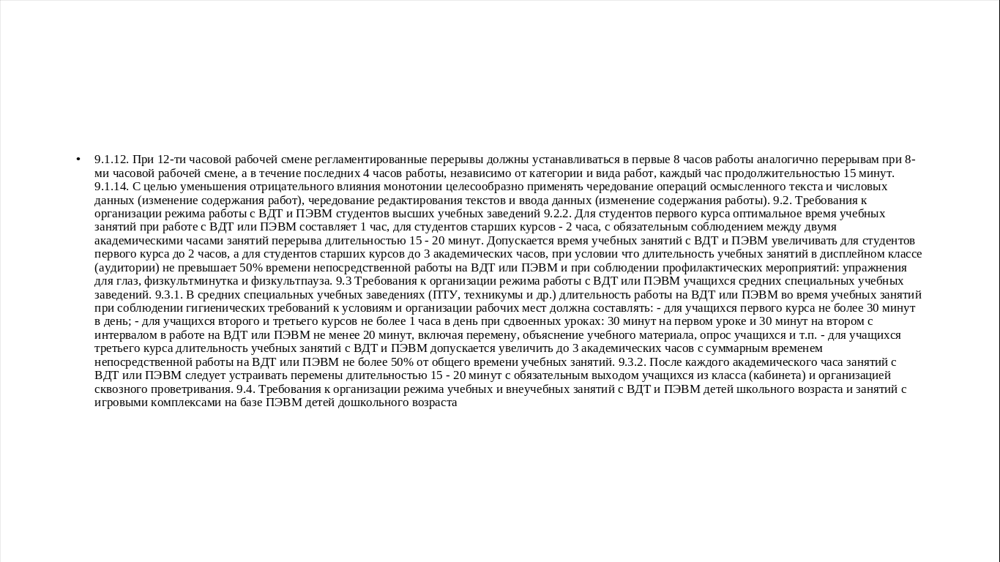 • 9.1.12. При 12-ти часовой рабочей смене регламентированные перерывы должны устанавливаться в первые 8 часов работы аналогично перерывам при 8-
ми часовой рабочей смене, а в течение последних 4 часов работы, независимо от категории и вида работ, каждый час продолжительностью 15 минут.
9.1.14. С целью уменьшения отрицательного влияния монотонии целесообразно применять чередование операций осмысленного текста и числовых
данных (изменение содержания работ), чередование редактирования текстов и ввода данных (изменение содержания работы). 9.2. Требования к
организации режима работы с ВДТ и ПЭВМ студентов высших учебных заведений 9.2.2. Для студентов первого курса оптимальное время учебных
занятий при работе с ВДТ или ПЭВМ составляет 1 час, для студентов старших курсов - 2 часа, с обязательным соблюдением между двумя
академическими часами занятий перерыва длительностью 15 - 20 минут. Допускается время учебных занятий с ВДТ и ПЭВМ увеличивать для студентов
первого курса до 2 часов, а для студентов старших курсов до 3 академических часов, при условии что длительность учебных занятий в дисплейном классе
(аудитории) не превышает 50% времени непосредственной работы на ВДТ или ПЭВМ и при соблюдении профилактических мероприятий: упражнения
для глаз, физкультминутка и физкультпауза. 9.3 Требования к организации режима работы с ВДТ или ПЭВМ учащихся средних специальных учебных
заведений. 9.3.1. В средних специальных учебных заведениях (ПТУ, техникумы и др.) длительность работы на ВДТ или ПЭВМ во время учебных занятий
при соблюдении гигиенических требований к условиям и организации рабочих мест должна составлять: - для учащихся первого курса не более 30 минут
в день; - для учащихся второго и третьего курсов не более 1 часа в день при сдвоенных уроках: 30 минут на первом уроке и 30 минут на втором с
интервалом в работе на ВДТ или ПЭВМ не менее 20 минут, включая перемену, объяснение учебного материала, опрос учащихся и т.п. - для учащихся
третьего курса длительность учебных занятий с ВДТ и ПЭВМ допускается увеличить до 3 академических часов с суммарным временем
непосредственной работы на ВДТ или ПЭВМ не более 50% от общего времени учебных занятий. 9.3.2. После каждого академического часа занятий с
ВДТ или ПЭВМ следует устраивать перемены длительностью 15 - 20 минут с обязательным выходом учащихся из класса (кабинета) и организацией
сквозного проветривания. 9.4. Требования к организации режима учебных и внеучебных занятий с ВДТ и ПЭВМ детей школьного возраста и занятий с
игровыми комплексами на базе ПЭВМ детей дошкольного возраста